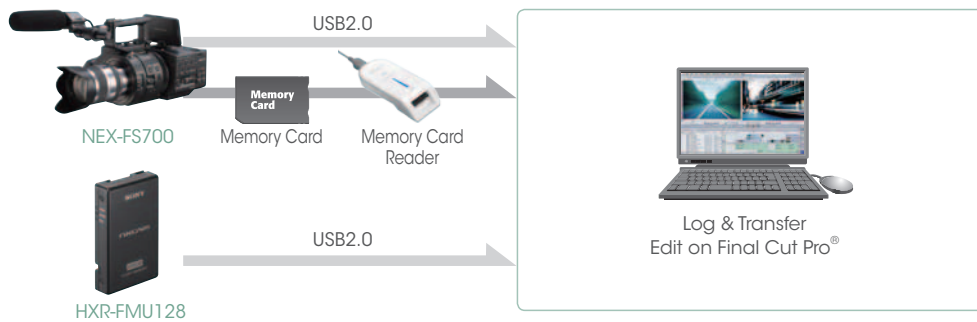 USB2.0
Memory
Card
NEX-FS700
Memory Card
Memory Card
Reader
SONY
USB2.0
HXR-FMU128
Log & Transfer
Edit on Final Cut Pro®